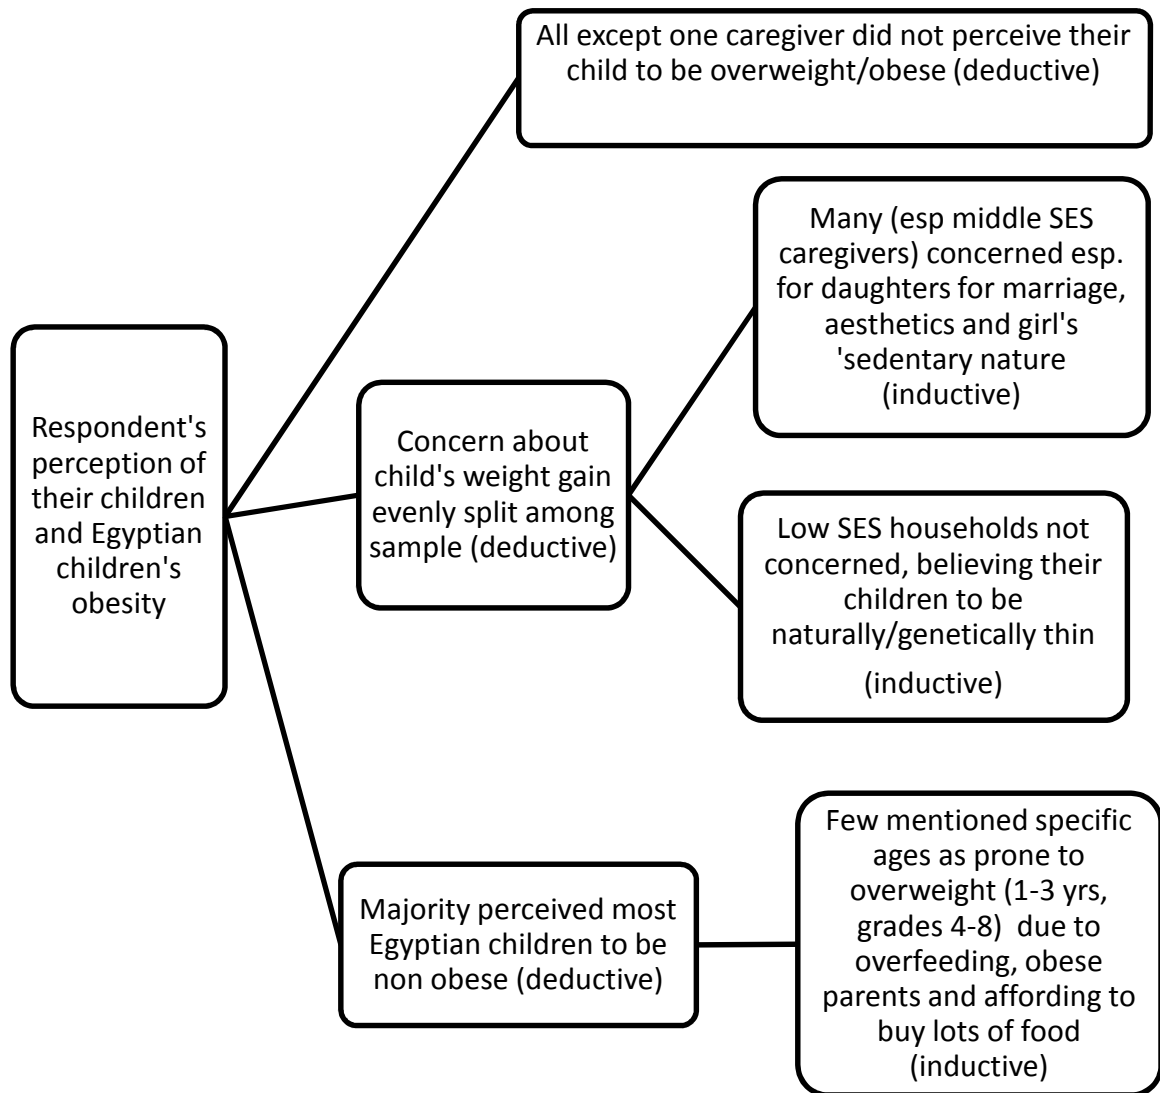 All except one caregiver did not perceive their
child to be overweight/obese (deductive)
Many (esp middle SES
caregivers) concerned esp.
for daughters for marriage,
aesthetics and girl's
'sedentary nature
(inductive)
Respondent's
perception of
their children
and Egyptian
children's
obesity
Concern about
child's weight gain
evenly split among
sample (deductive)
Low SES households not
concerned, believing their
children to be
naturally/genetically thin
(inductive)
Majority perceived most
Egyptian children to be
non obese (deductive)
Few mentioned specific
ages as prone to
overweight (1-3 yrs,
grades 4-8) due to
overfeeding, obese
parents and affording to
buy lots of food
(inductive)